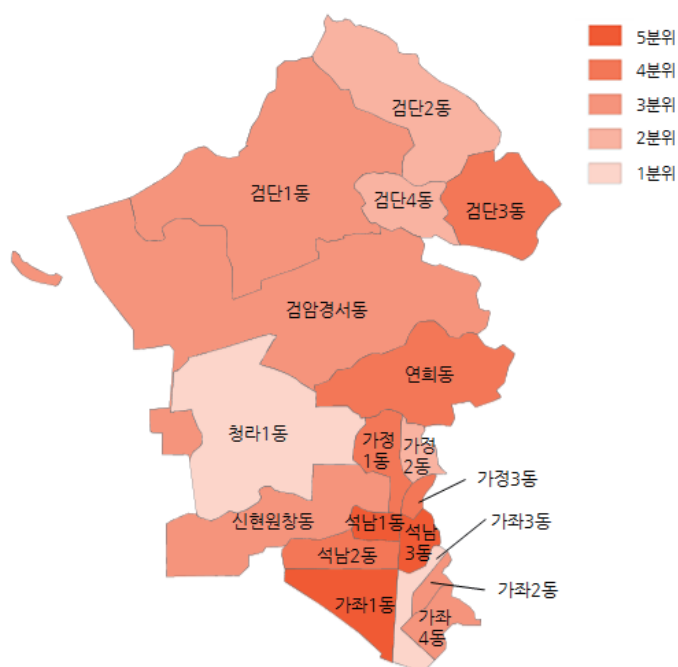 5분위
4분위
3분위
2분위
1분위
검단2동
검단1동
검단4동
검단3동
검암경서동
연희동
청라1동
가정
1동
가정
2동
가정3동
신현원창동
석남1동
석남
3동
가좌3동
석남2동
가좌2동
가좌1동
가좌
4동